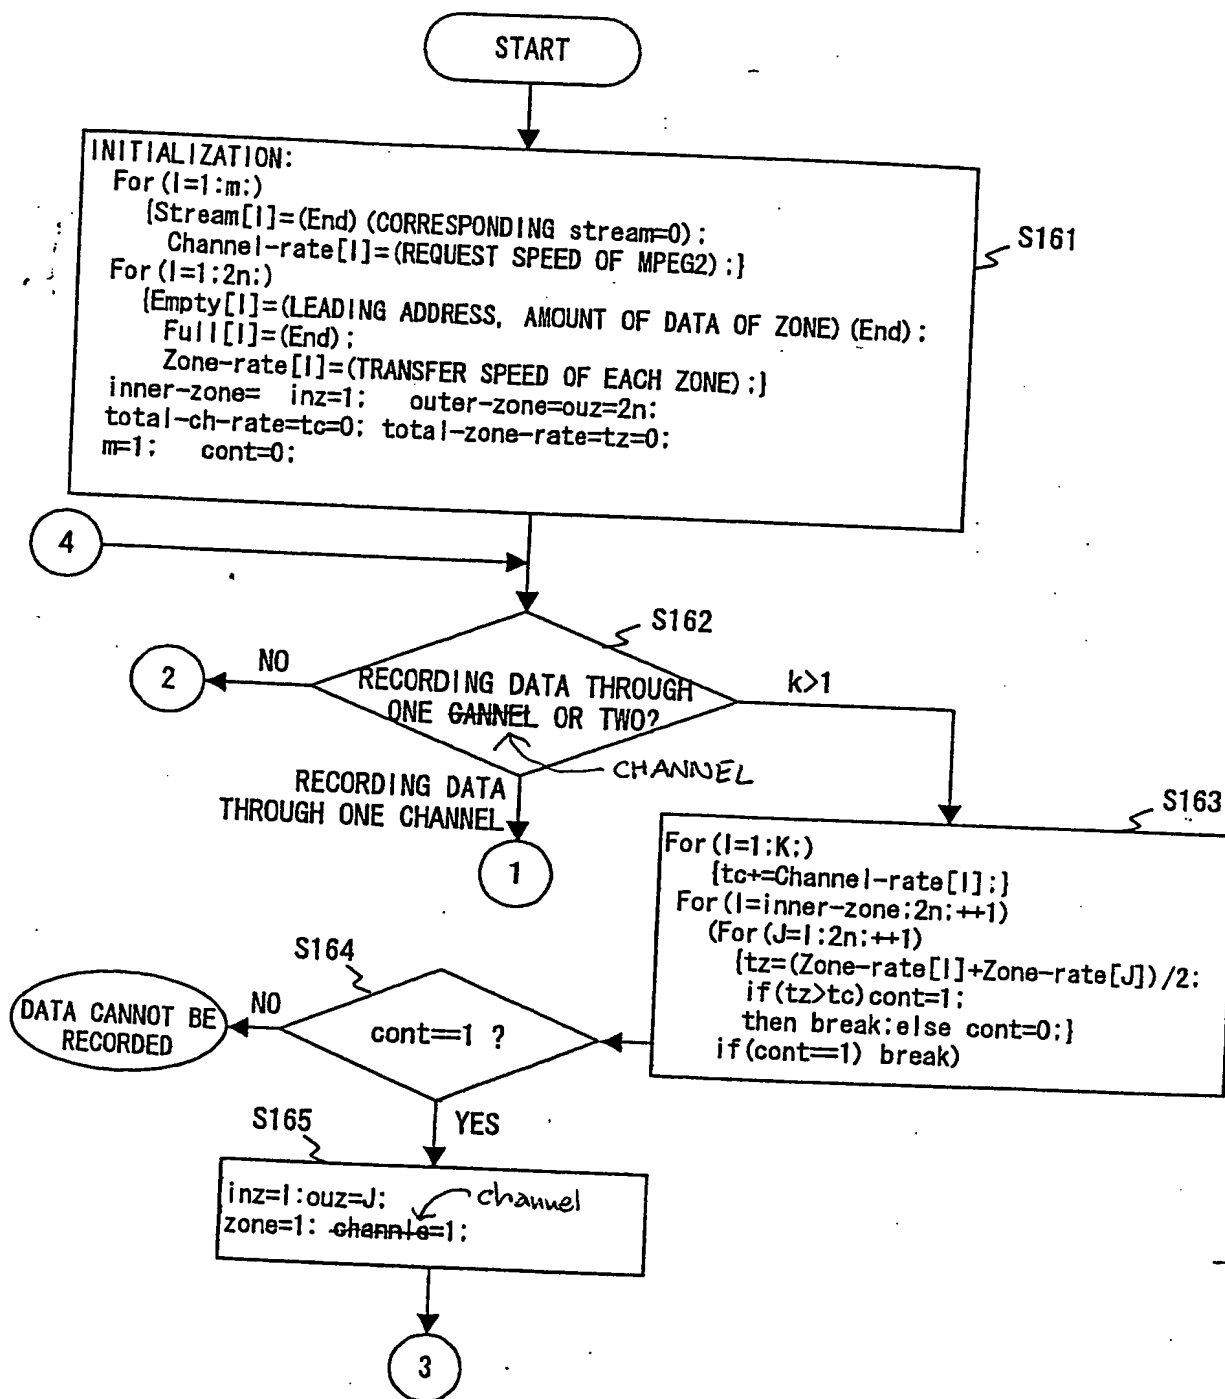 START
INITIALIZATION:
For(I=1:m:)
{Stream[I]=(End)(CORRESPONDING stream=0):
Channel-rate[I]=(REQUEST SPEED OF MPEG2):}
For(I=1:2n:)
{Empty[I]=(LEADING ADDRESS, AMOUNT OF DATA OF ZONE)(End):
Full[I]=(End):
Zone-rate[I]=(TRANSFER SPEED OF EACH ZONE):}
inner-zone= inz=1: outer-zone=ouz=2n:
total-ch-rate=tc=0: total-zone-rate=tz=0:
m=1: cont=0:
S161
4
S162
2
NO
RECORDING DATA THROUGH
ONE GANNEL OR TWO?
CHANNEL
k>1
RECORDING DATA
THROUGH ONE CHANNEL
1
S163
For(I=1:K:)
{tc+=Channel-rate[I]:}
For(I=inner-zone:2n:++1)
(For(J=I:2n:++1)
{tz=(Zone-rate[I]+Zone-rate[J])/2:
if(tz>tc)cont=1:
then break:else cont=0:}
if(cont==1) break)
S164
DATA CANNOT BE
RECORDED
NO
cont==1 ?
YES
S165
inz=I:ouz=J:
channel
zone=1: channle=1:
3